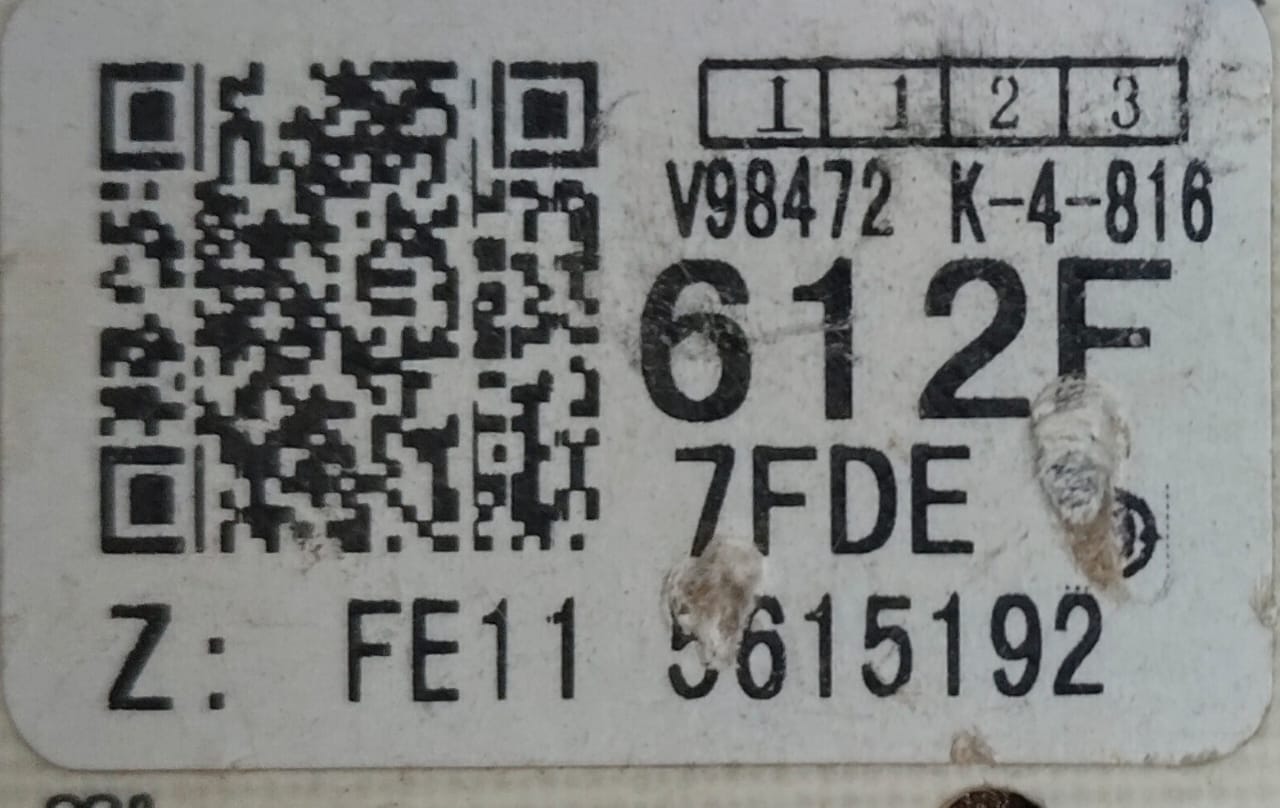 1 1 2 3
V98472 K-4-816
612F
7FDE
Z: FE11 5615192